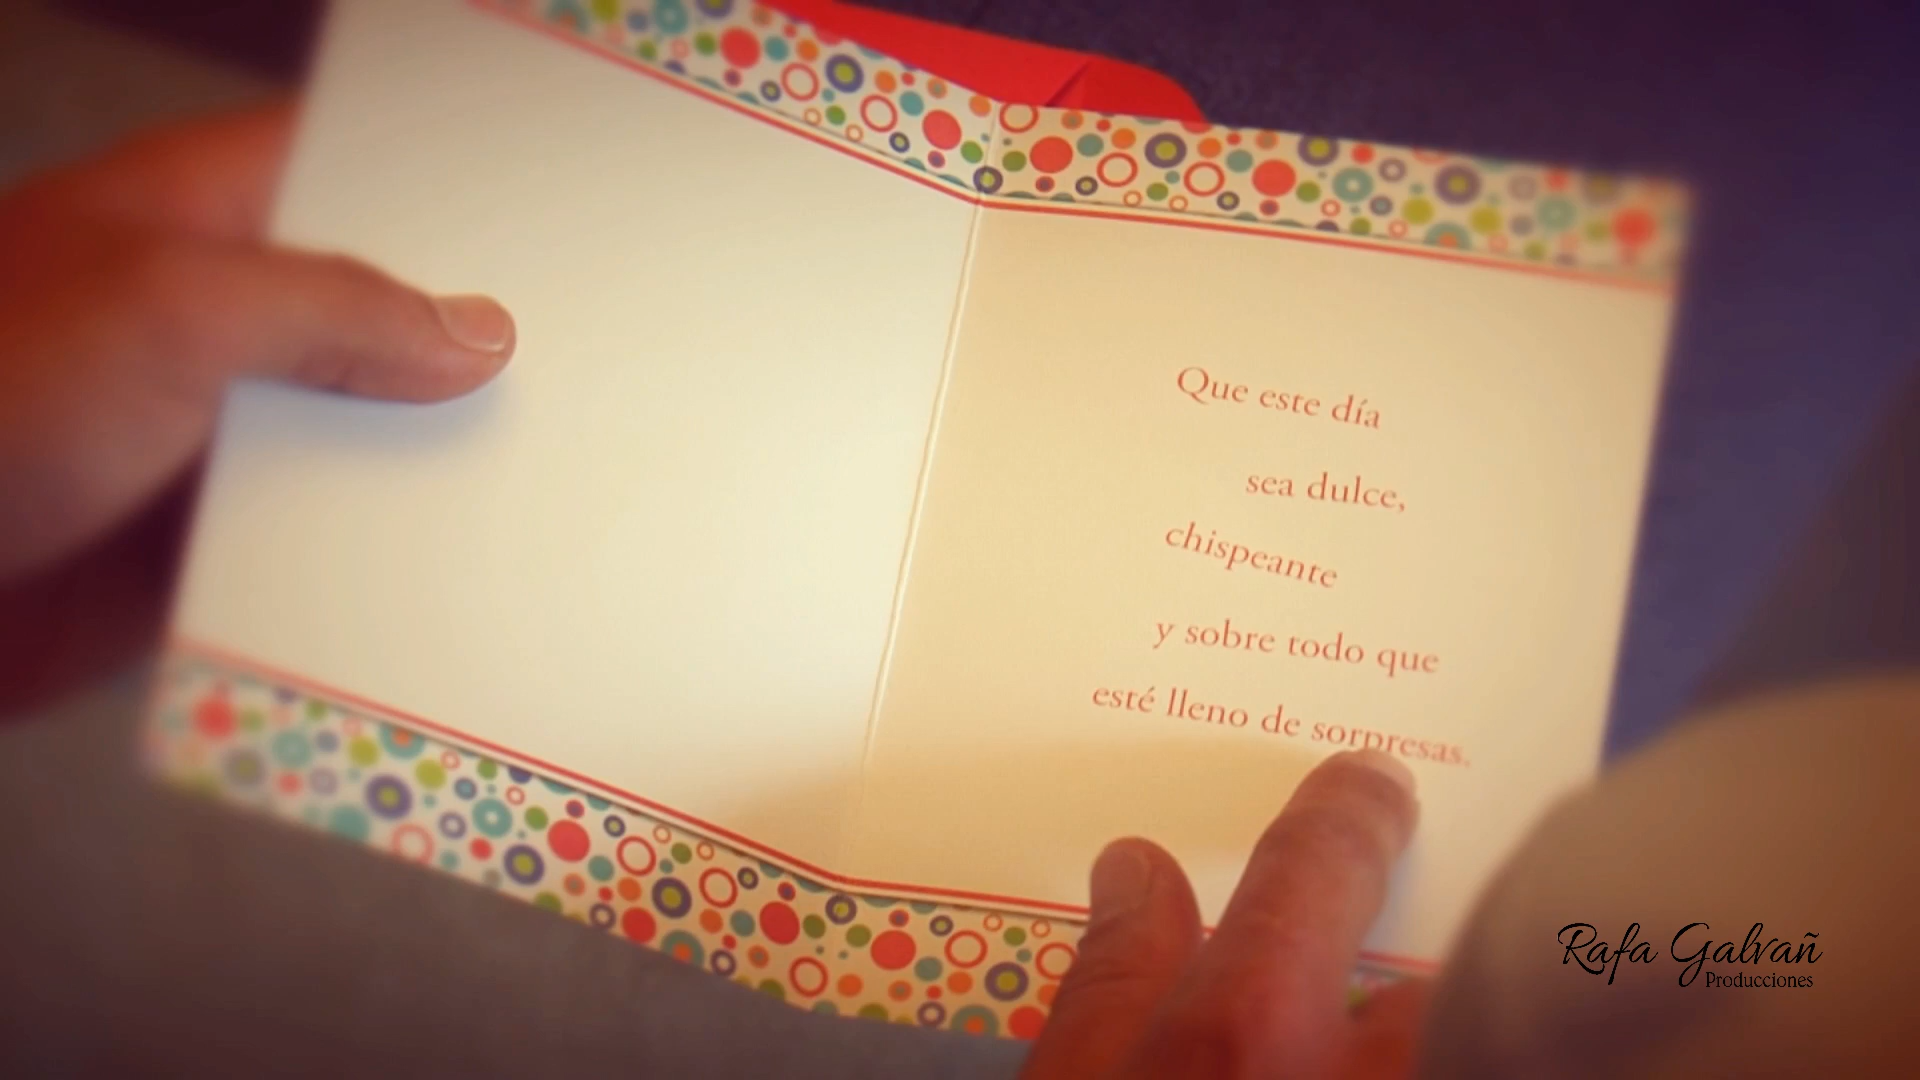 Que este día
sea dulce,
chispeante
y sobre todo que
esté lleno de sorpresas.
Rafa Galvañ
Producciones